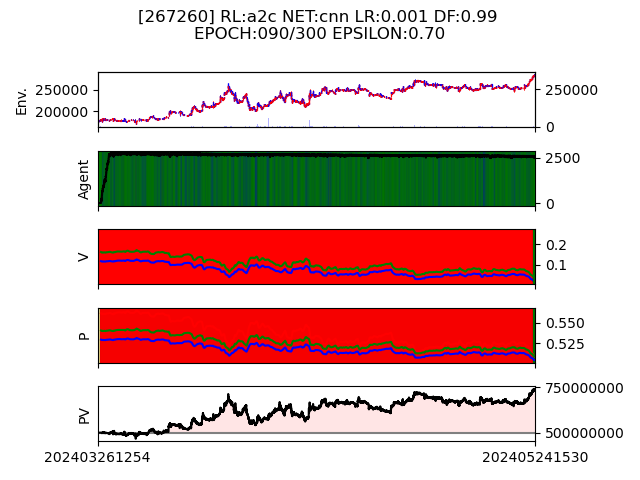 [267260] RL:a2c NET:cnn LR:0.001 DF:0.99
EPOCH:090/300 EPSILON:0.70
Env.
250000
200000
250000
0
Agent
2500
0
V
0.2
0.1
P
0.550
0.525
PV
750000000
500000000
202403261254
202405241530